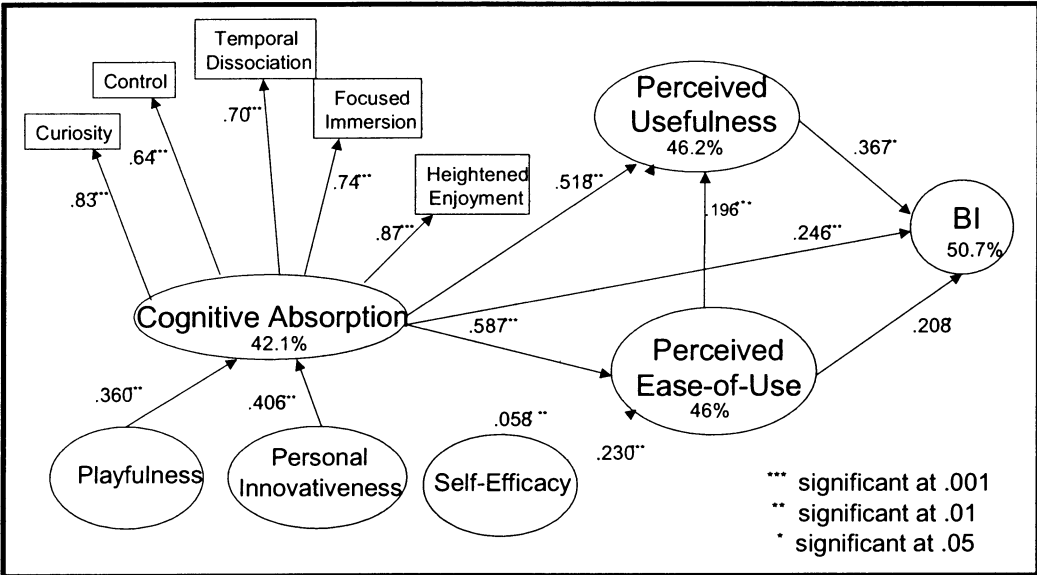 Temporal
Dissociation
Control
Focused
Immersion
Curiosity
Heightened
Enjoyment
.83***
.64***
.70***
.74***
.87***
Perceived
Usefulness
46.2%
.518***
.367*
.196***
.246***
BI
50.7%
Cognitive Absorption
42.1%
.587***
.208*
Perceived
Ease-of-Use
46%
.360***
.406***
.058
.230***
Playfulness
Personal
Innovativeness
Self-Efficacy
*** significant at .001
** significant at .01
* significant at .05